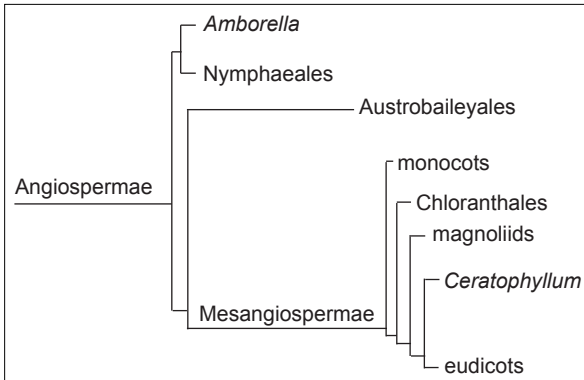 Amborella
Nymphaeales
Austrobaileyales
monocots
Angiospermae
Chloranthales
magnoliids
Ceratophyllum
Mesangiospermae
eudicots